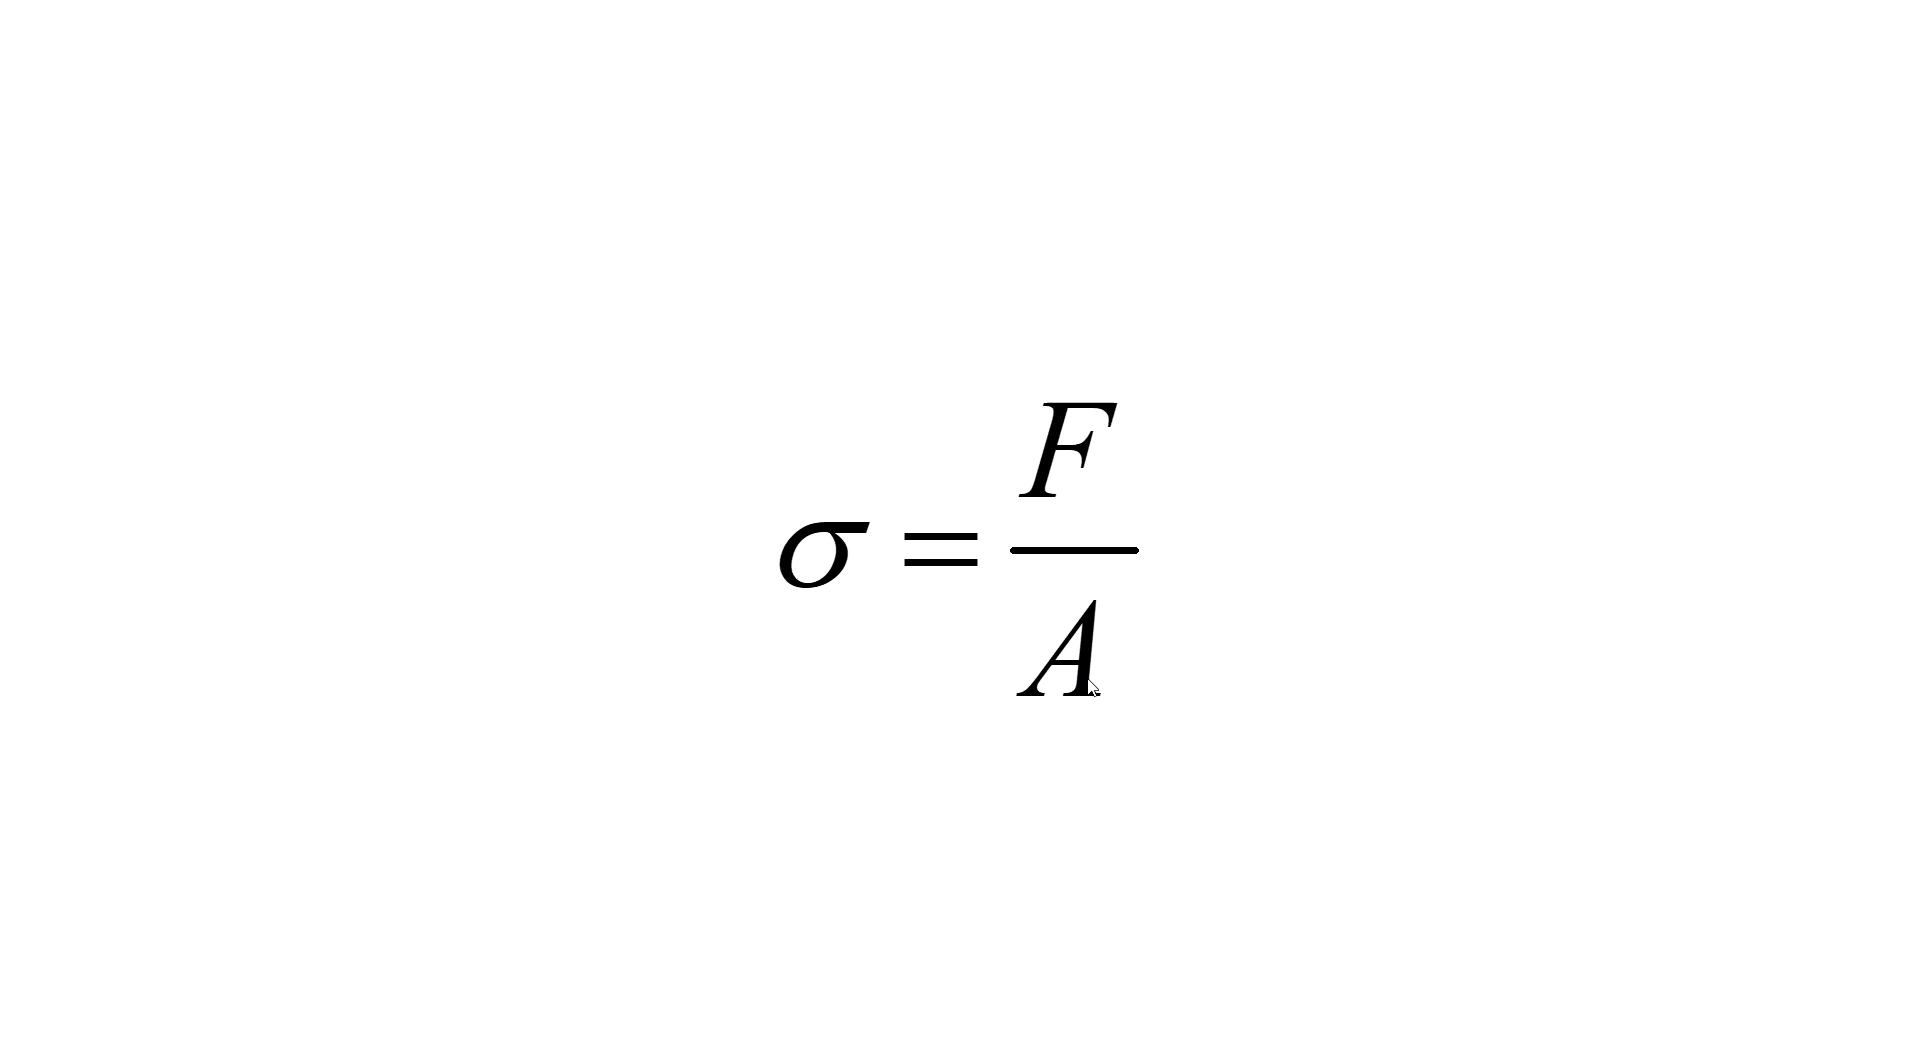 σ = F/A